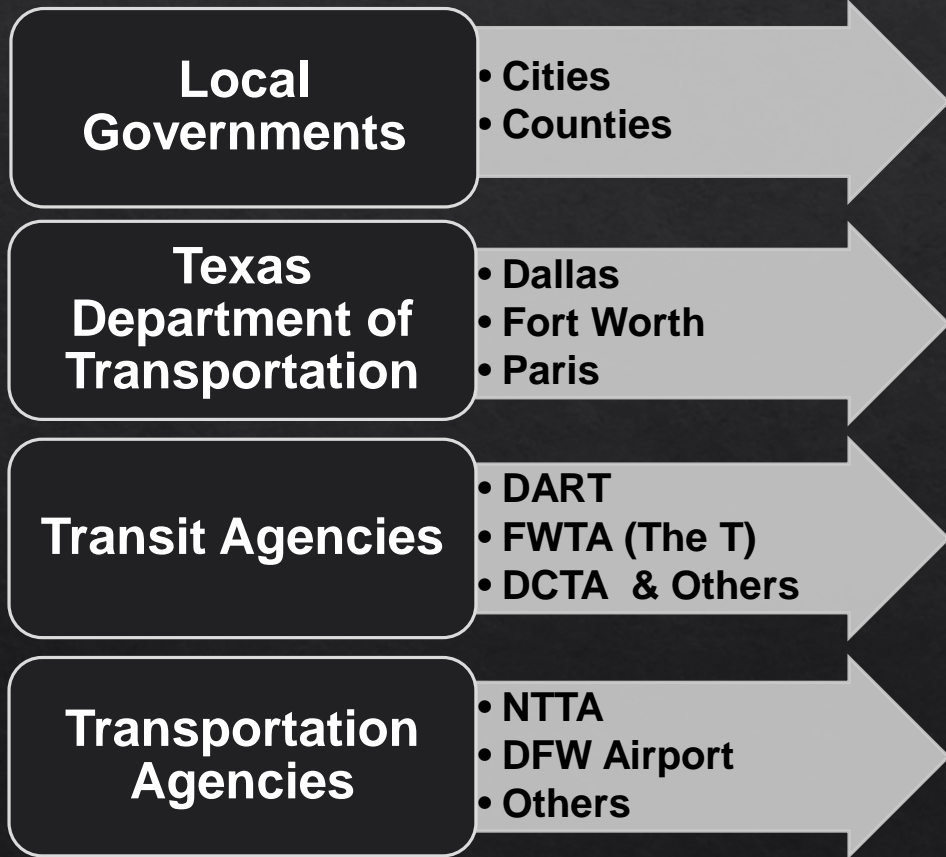 Local
Governments
• Cities
• Counties
Texas
Department of
Transportation
• Dallas
• Fort Worth
• Paris
Transit Agencies
• DART
• FWTA (The T)
• DCTA & Others
Transportation
Agencies
• NTTA
• DFW Airport
• Others